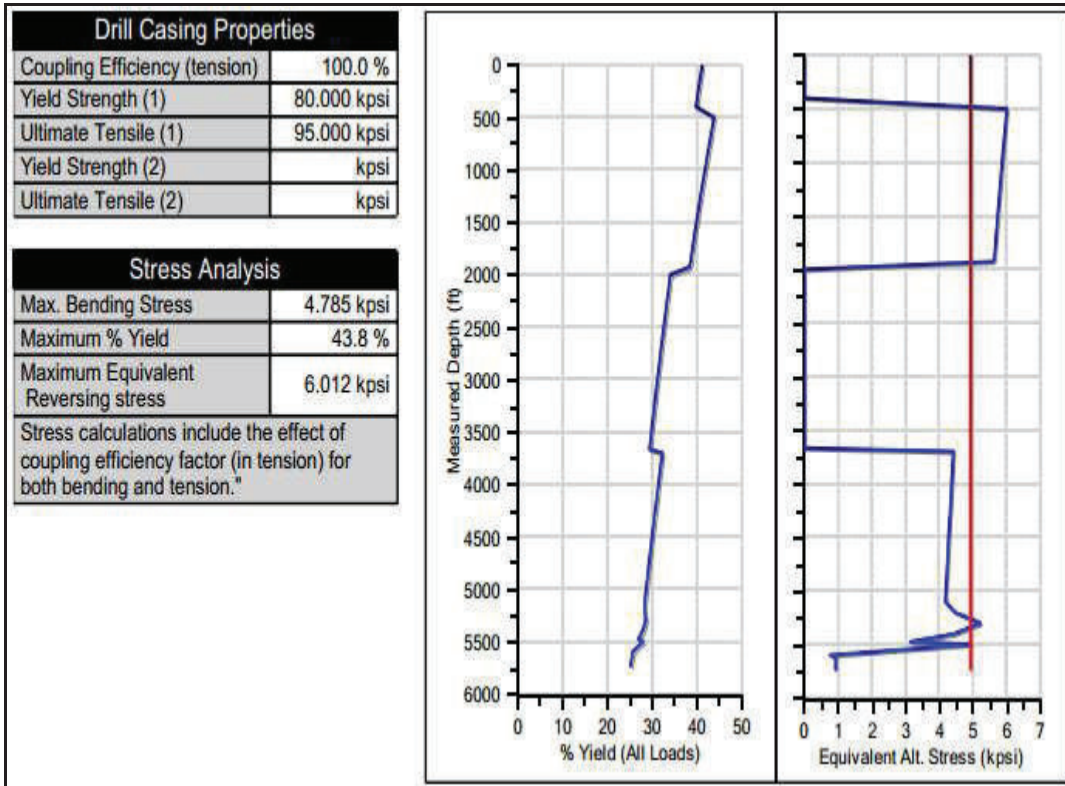 Drill Casing Properties
Coupling Efficiency (tension) 100.0 %
Yield Strength (1) 80.000 kpsi
Ultimate Tensile (1) 95.000 kpsi
Yield Strength (2) kpsi
Ultimate Tensile (2) kpsi
Stress Analysis
Max. Bending Stress 4.785 kpsi
Maximum % Yield 43.8 %
Maximum Equivalent
Reversing stress 6.012 kpsi
Stress calculations include the effect of
coupling efficiency factor (in tension) for
both bending and tension."
Measured Depth (ft)
0
500
1000
1500
2000
2500
3000
3500
4000
4500
5000
5500
6000
0 10 20 30 40 50
% Yield (All Loads)
0 1 2 3 4 5 6 7
Equivalent Alt. Stress (kpsi)